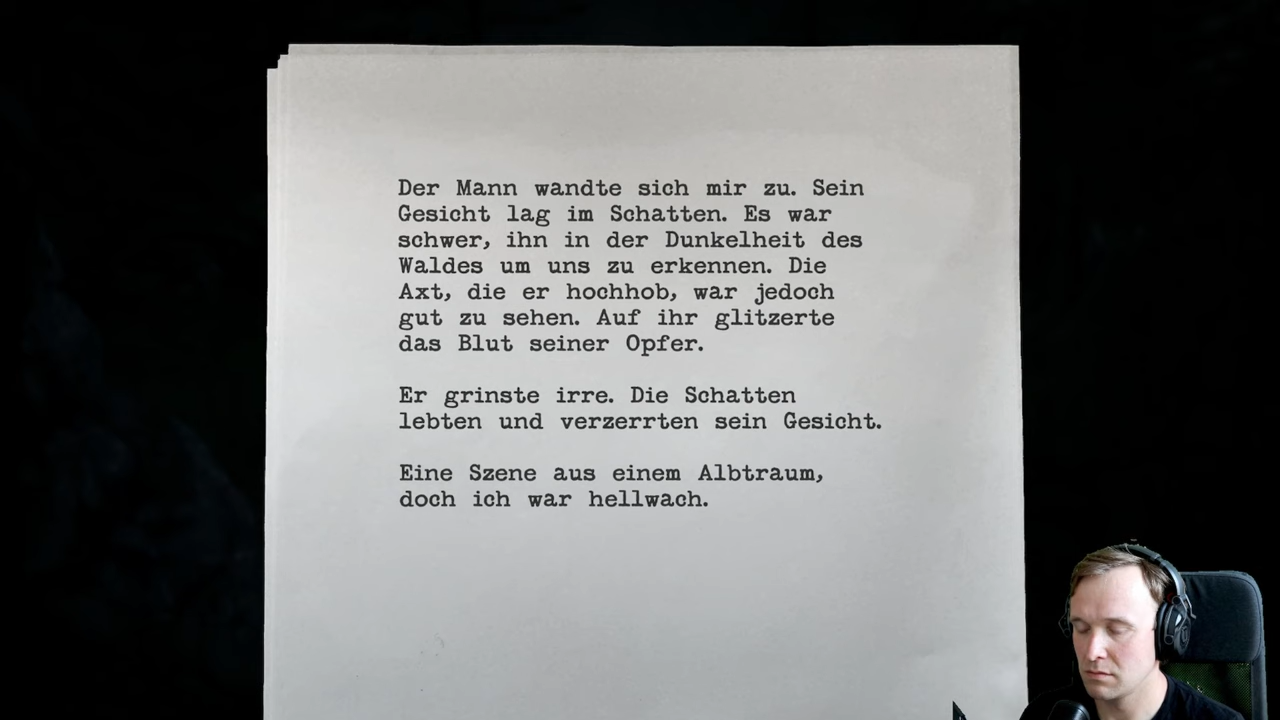 Der Mann wandte sich mir zu. Sein
Gesicht lag im Schatten. Es war
schwer, ihn in der Dunkelheit des
Waldes um uns zu erkennen. Die
Axt, die er hochhob, war jedoch
gut zu sehen. Auf ihr glitzerte
das Blut seiner Opfer.
Er grinste irre. Die Schatten
lebten und verzerrten sein Gesicht.
Eine Szene aus einem Albtraum,
doch ich war hellwach.